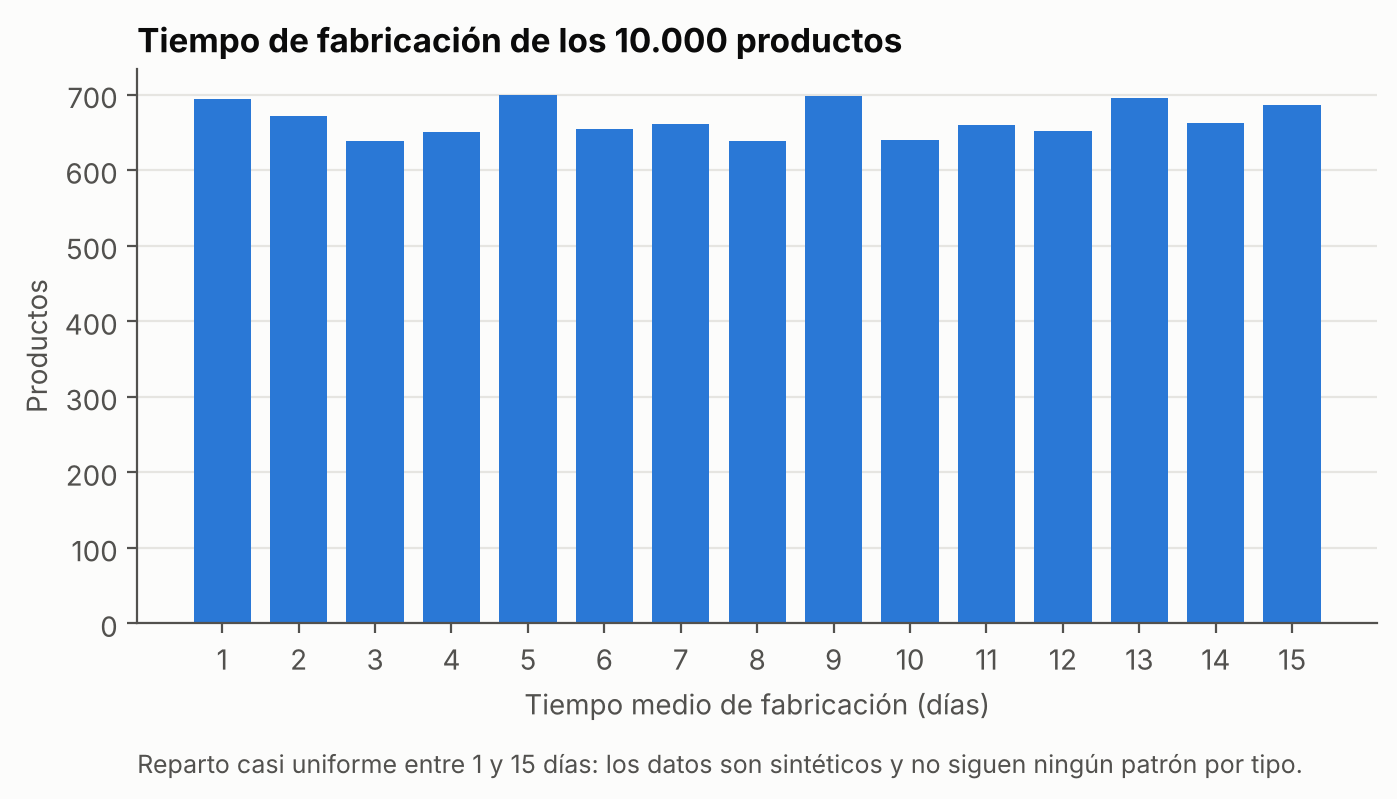 Tiempo de fabricación de los 10.000 productos
700
600
500
400
300
200
100
0
Productos
1 2 3 4 5 6 7 8 9 10 11 12 13 14 15
Tiempo medio de fabricación (días)
Reparto casi uniforme entre 1 y 15 días: los datos son sintéticos y no siguen ningún patrón por tipo.